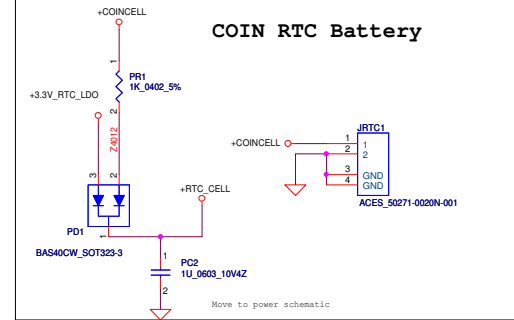 +COINCELL
COIN RTC Battery
1
PR1
1K_0402_5%
2
+3.3V_RTC_LDO
Z4012
3
2
+COINCELL
JRTC1
1
1
2
2
3
GND
4
GND
ACES_50271-0020N-001
+RTC_CELL
PD1
1
BAS40CW_SOT323-3
1
PC2
1U_0603_10V4Z
2
Move to power schematic